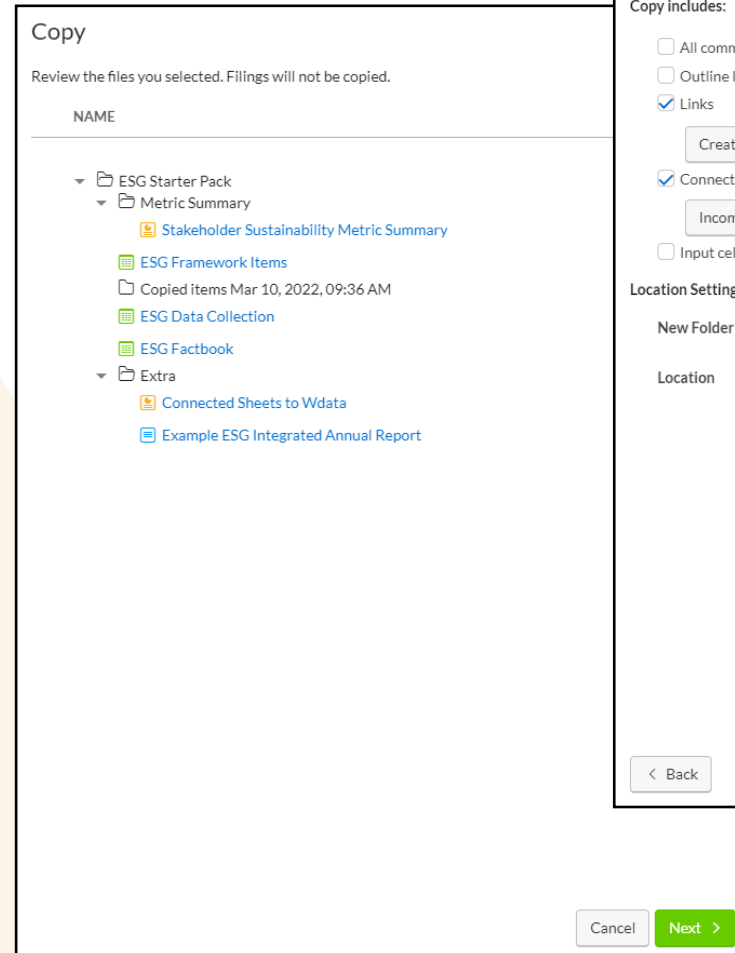 Copy
Review the files you selected. Filings will not be copied.
NAME
ESG Starter Pack
Metric Summary
Stakeholder Sustainability Metric Summary
ESG Framework Items
Copied items Mar 10, 2022, 09:36 AM
ESG Data Collection
ESG Factbook
Extra
Connected Sheets to Wdata
Example ESG Integrated Annual Report
Cancel
Next >
Copy includes:
All
Outline
Links
Input
Location
New Folder
Location
< Back